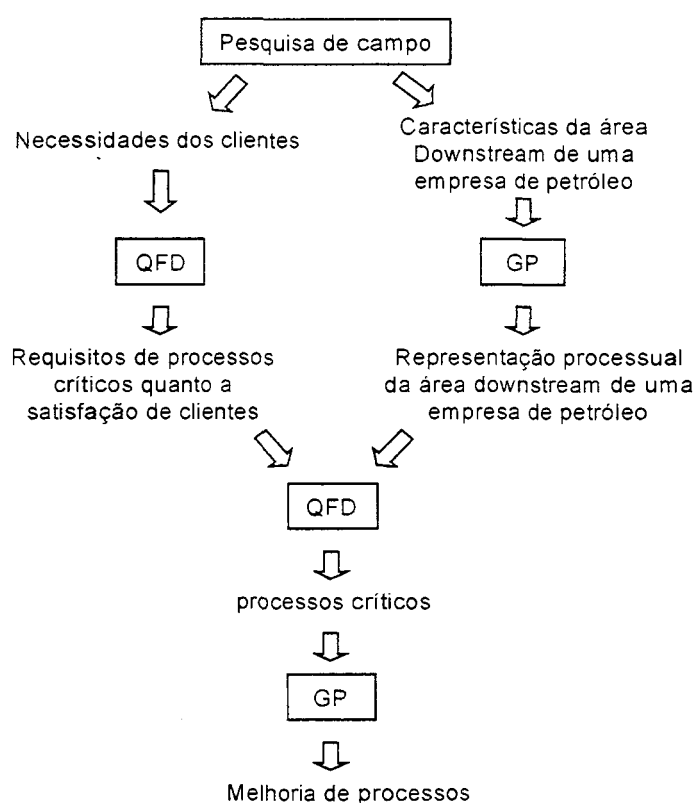 Pesquisa de campo
Necessidades dos clientes
Características da área
Downstream de uma
empresa de petróleo
QFD
GP
Requisitos de processos
críticos quanto a
satisfação de clientes
Representação processual
da área downstream de uma
empresa de petróleo
QFD
processos críticos
GP
Melhoria de processos